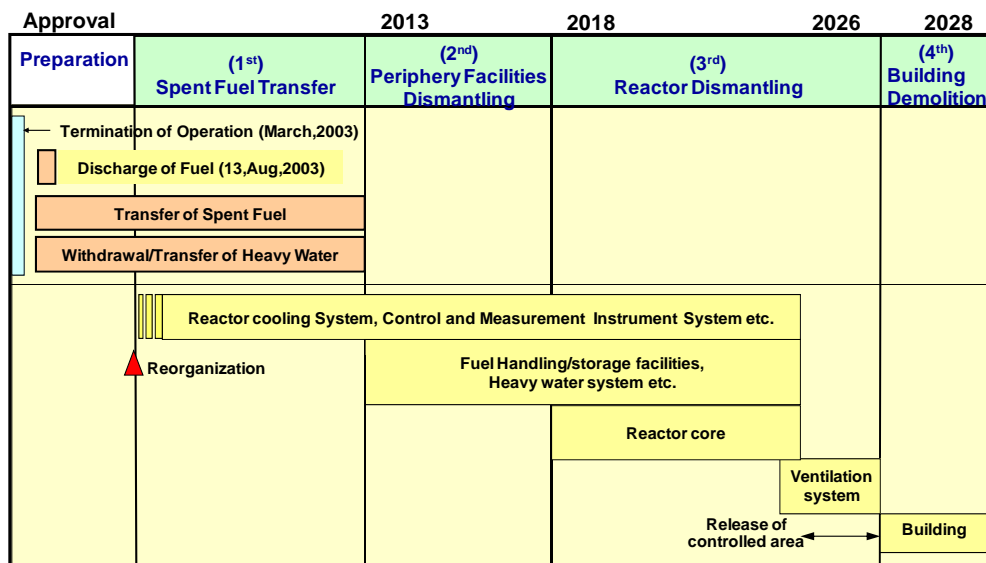 Approval 2013 2018 2026 2028
Preparation
(1st)
Spent Fuel Transfer
(2nd)
Periphery Facilities
Dismantling
(3rd)
Reactor Dismantling
(4th)
Building
Demolition
Termination of Operation (March,2003)
Discharge of Fuel (13,Aug,2003)
Transfer of Spent Fuel
Withdrawal/Transfer of Heavy Water
Reactor cooling System, Control and Measurement Instrument System etc.
Reorganization
Fuel Handling/storage facilities,
Heavy water system etc.
Reactor core
Ventilation
system
Release of
controlled area
Building